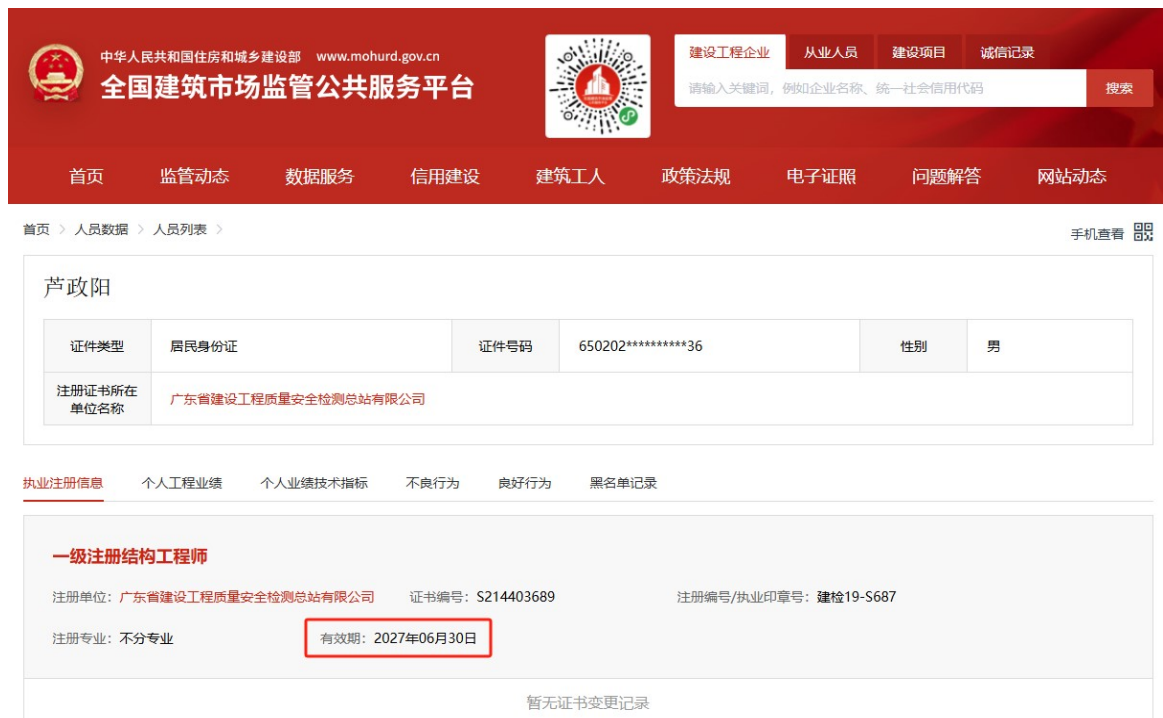 中华人民共和国住房和城乡建设部 www.mohurd.gov.cn
全国建筑市场监管公共服务平台
建设工程企业 从业人员 建设项目 诚信记录
请输入关键词，例如企业名称、统一社会信用代码 搜索
首页 监管动态 数据服务 信用建设 建筑工人 政策法规 电子证照 问题解答 网站动态
首页 > 人员数据 > 人员列表 >
手机查看
芦政阳
证件类型 居民身份证 证件号码 650202**********36 性别 男
注册证书所在
单位名称
广东省建设工程质量安全检测总站有限公司
执业注册信息 个人工程业绩 个人业绩技术指标 不良行为 良好行为 黑名单记录
一级注册结构工程师
注册单位：广东省建设工程质量安全检测总站有限公司 证书编号：S214403689 注册编号/执业印章号：建检19-S687
注册专业：不分专业 有效期：2027年06月30日
暂无证书变更记录